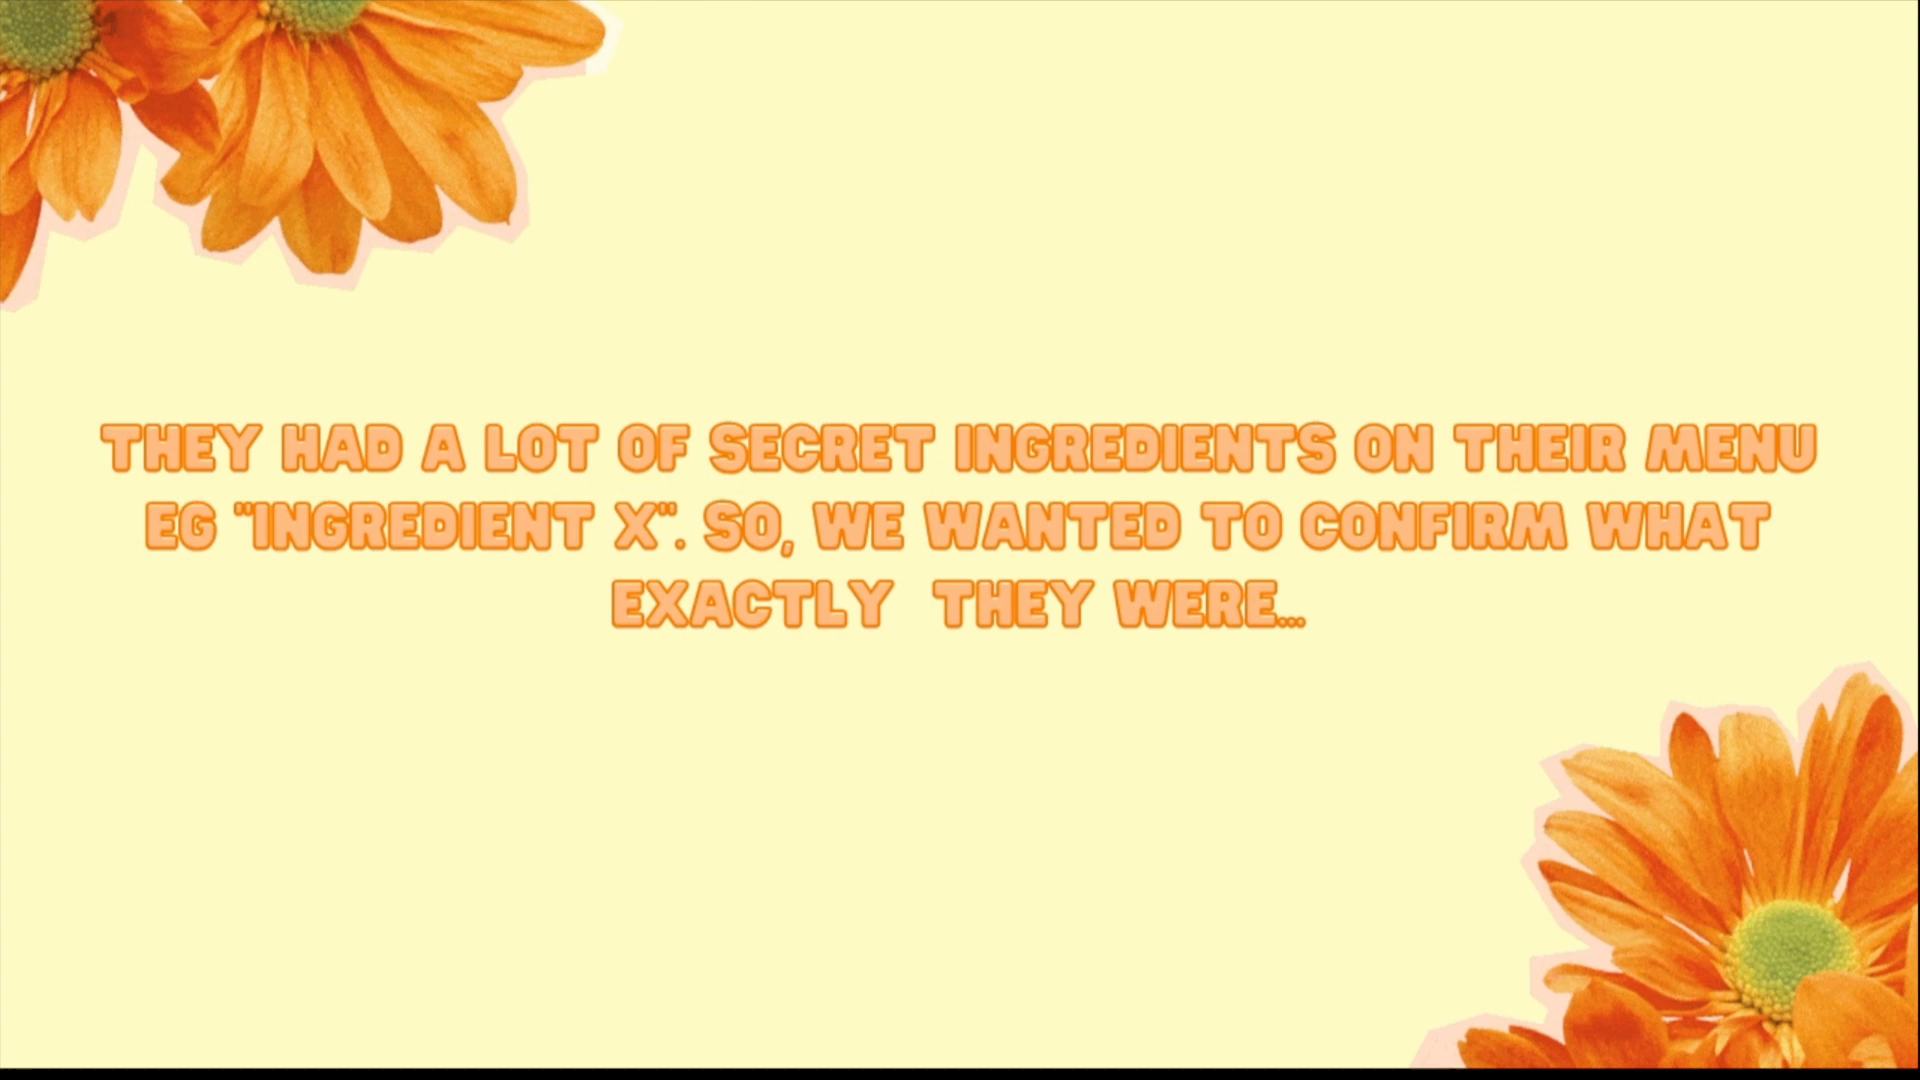 THEY HAD A LOT OF SECRET INGREDIENTS ON THEIR MENU
EG "INGREDIENT X". SO, WE WANTED TO CONFIRM WHAT
EXACTLY THEY WERE...